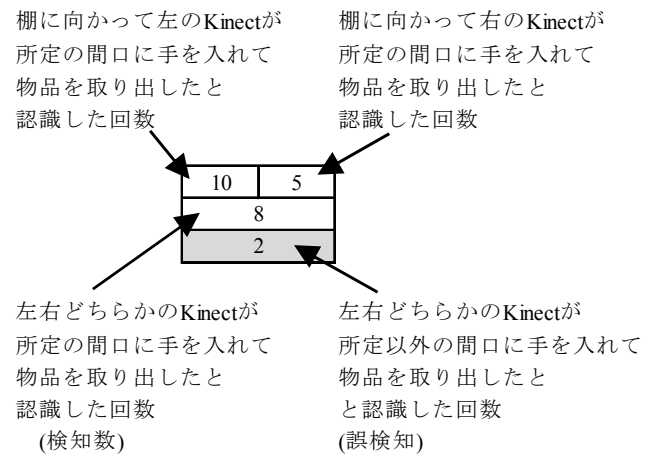 棚に向かって左のKinectが
所定の間口に手を入れて
物品を取り出したと
認識した回数
棚に向かって右のKinectが
所定の間口に手を入れて
物品を取り出したと
認識した回数
10 5
8
2
左右どちらかのKinectが
所定の間口に手を入れて
物品を取り出したと
認識した回数
(検知数)
左右どちらかのKinectが
所定以外の間口に手を入れて
物品を取り出したと
と認識した回数
(誤検知)